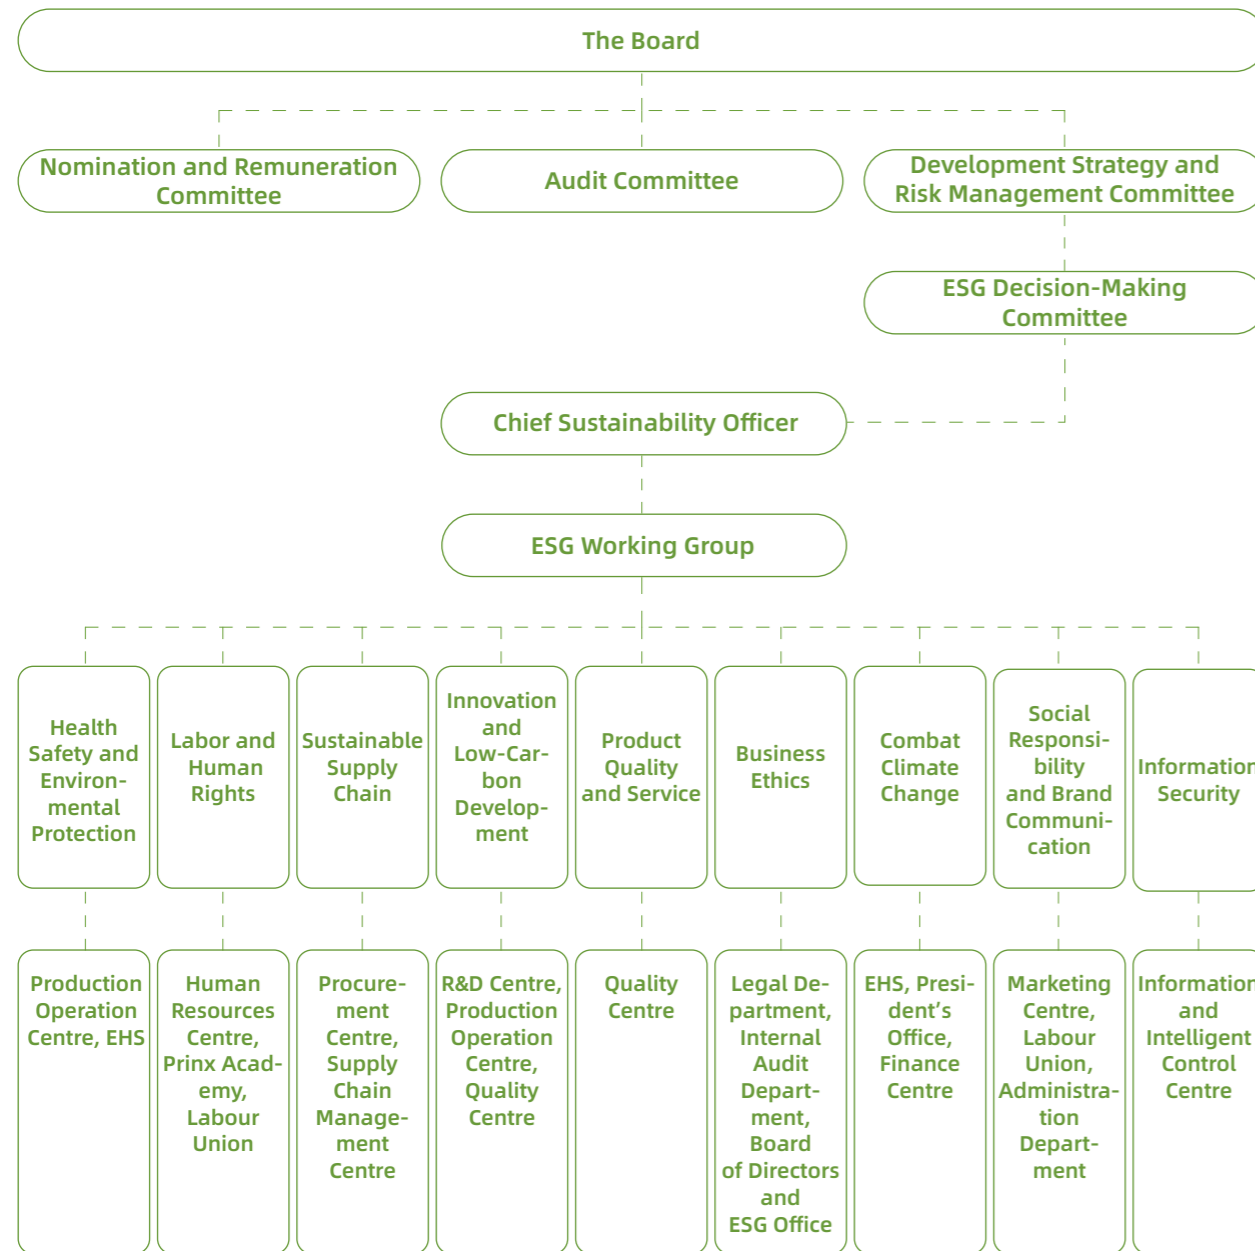 The Board
Nomination and Remuneration
Committee
Audit Committee
Development Strategy and
Risk Management Committee
ESG Decision-Making
Committee
Chief Sustainability Officer
ESG Working Group
Health
Safety and
Environ-
mental
Protection
Labor and
Human
Rights
Sustainable
Supply
Chain
Innovation
and
Low-Car-
bon
Develop-
ment
Product
Quality
and Service
Business
Ethics
Combat
Climate
Change
Social
Responsi-
bility
and Brand
Communi-
cation
Information
Security
Production
Operation
Centre, EHS
Human
Resources
Centre,
Prinx Acad-
emy,
Labour
Union
Procure-
ment
Centre,
Supply
Chain
Manage-
ment
Centre
R&D Centre,
Production
Operation
Centre,
Quality
Centre
Quality
Centre
Legal De-
partment,
Internal
Audit
Depart-
ment,
Board
of Directors
and
ESG Office
EHS, Presi-
dent’s
Office,
Finance
Centre
Marketing
Centre,
Labour
Union,
Administra-
tion
Depart-
ment
Information
and
Intelligent
Control
Centre